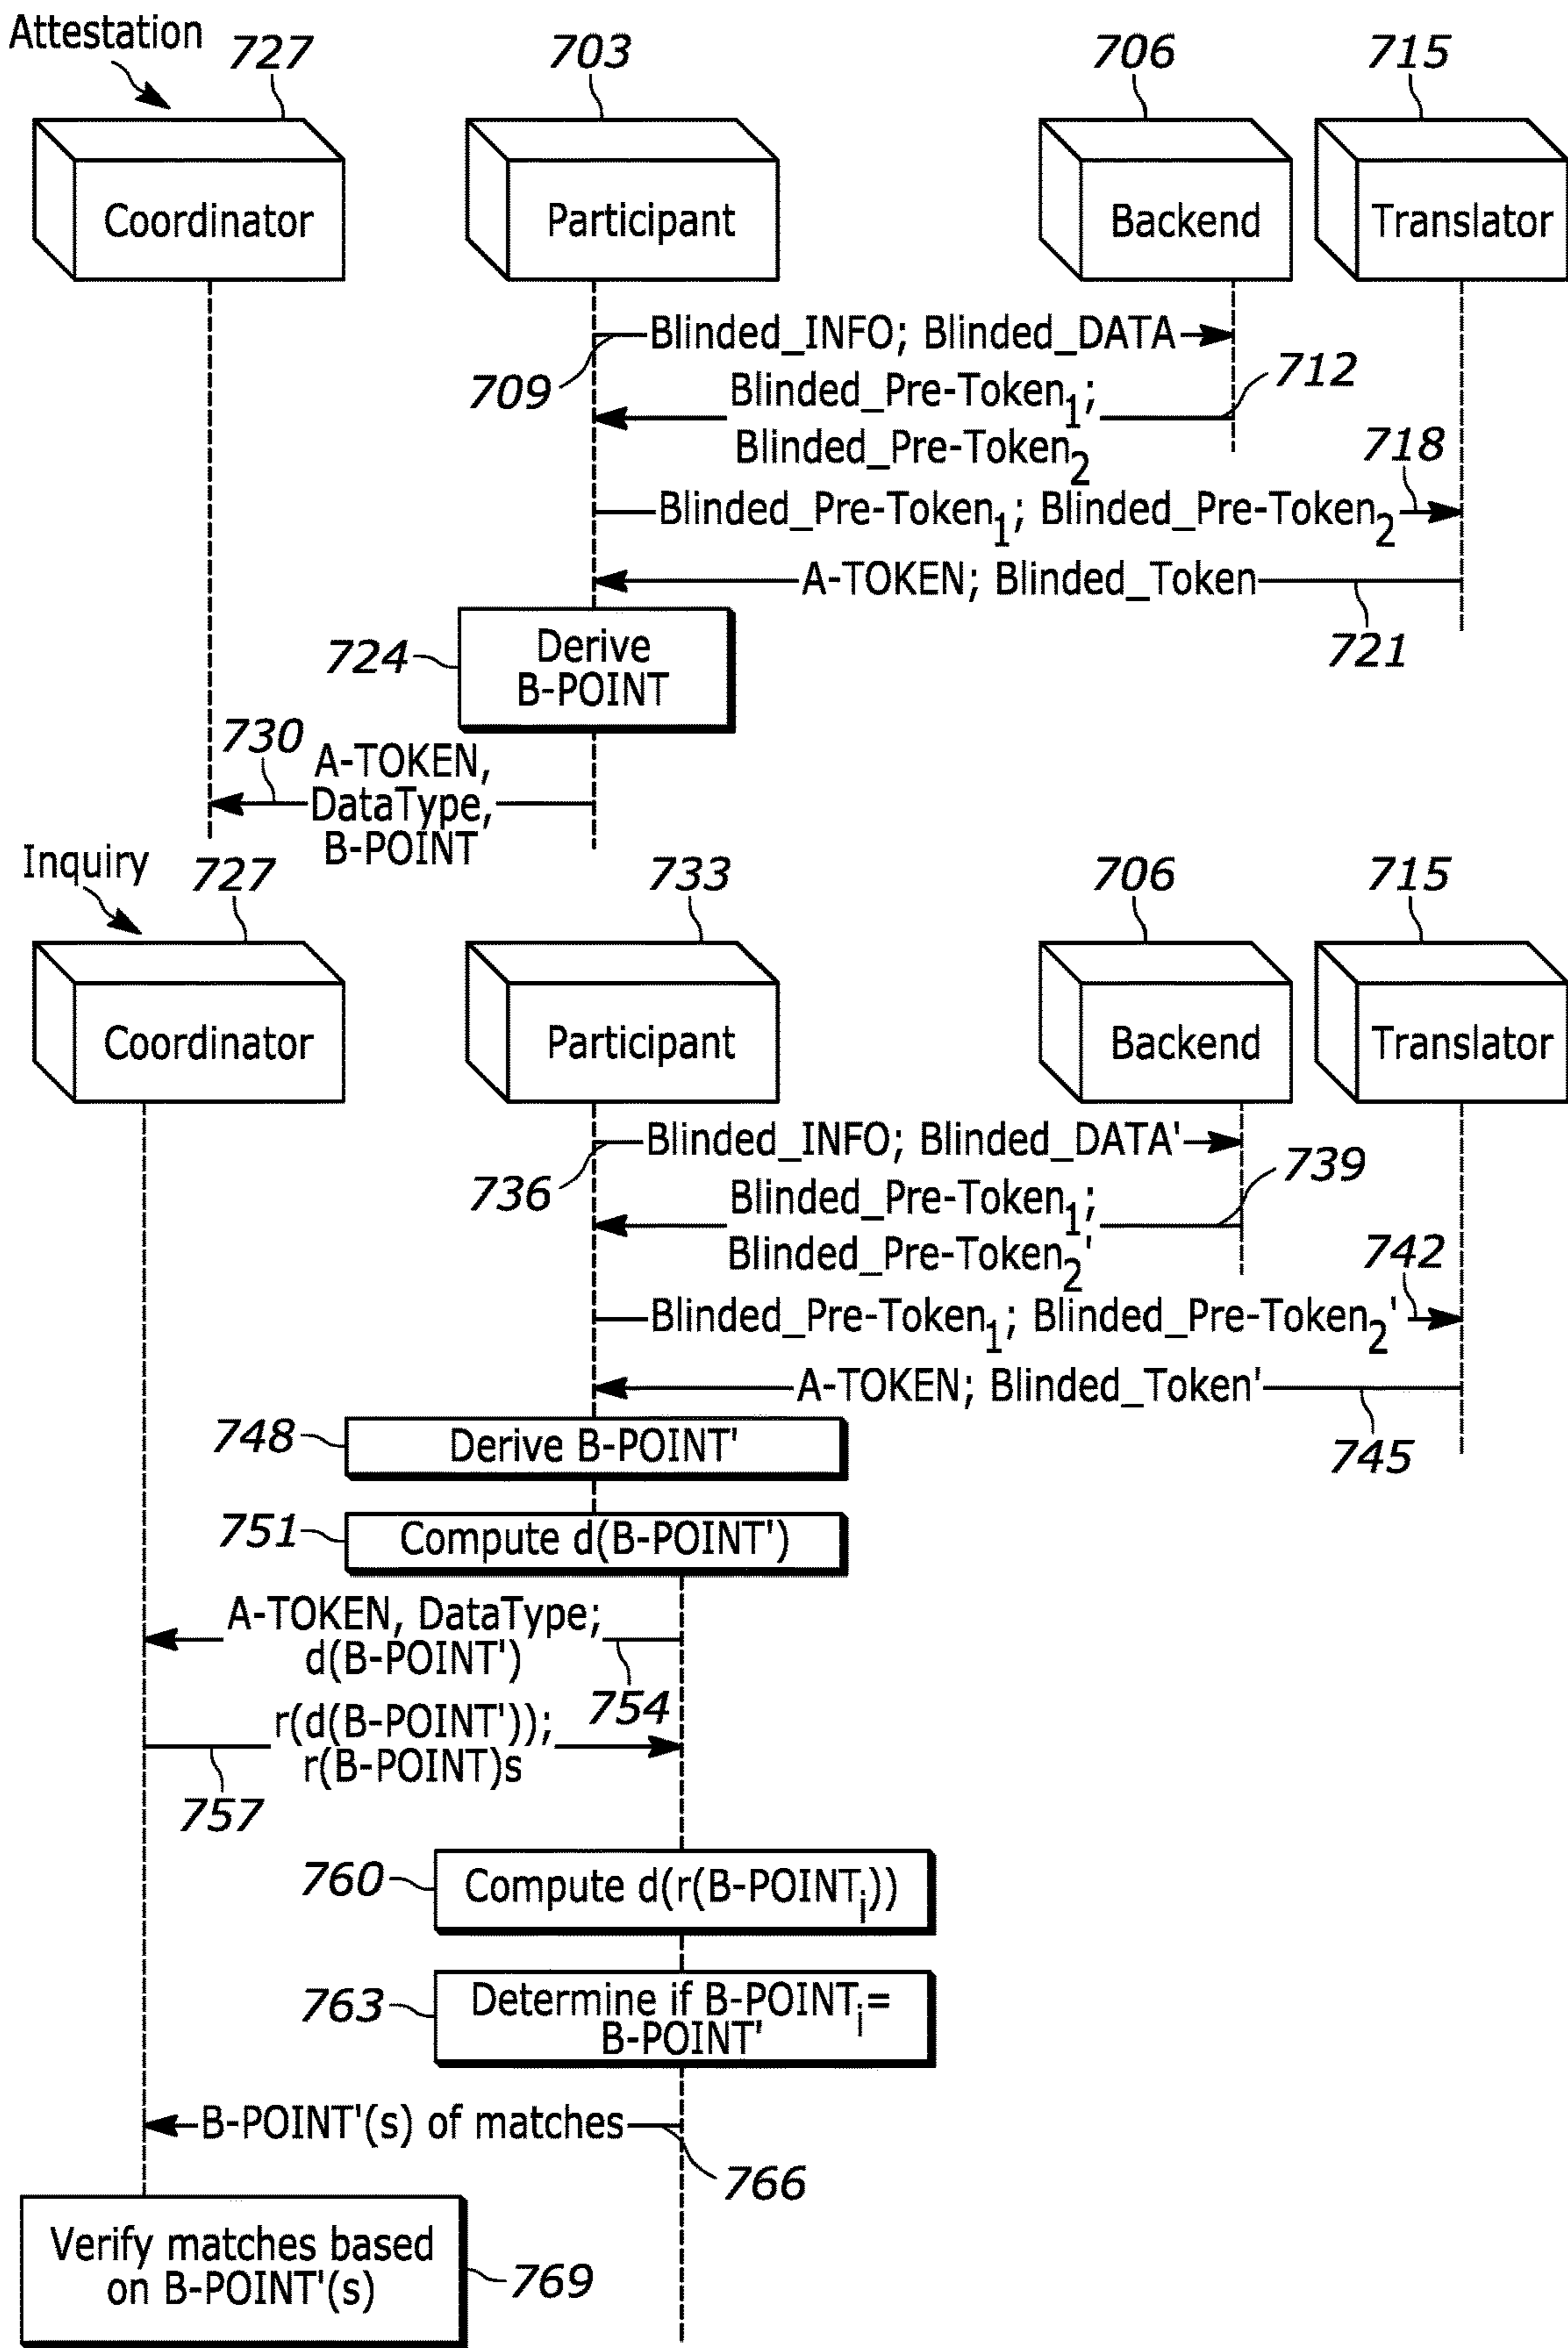 Attestation
727
703
706
715
Coordinator
Participant
Backend
Translator
Blinded_INFO; Blinded_DATA
709
Blinded_Pre-Token1;
712
Blinded_Pre-Token2
718
Blinded_Pre-Token1; Blinded_Pre-Token2
A-TOKEN; Blinded_Token
721
724
Derive
B-POINT
730
A-TOKEN,
DataType,
B-POINT
Inquiry
727
733
706
715
Coordinator
Participant
Backend
Translator
Blinded_INFO; Blinded_DATA'
736
Blinded_Pre-Token1;
739
Blinded_Pre-Token2'
742
Blinded_Pre-Token1; Blinded_Pre-Token2'
A-TOKEN; Blinded_Token'
745
748
Derive B-POINT'
751
Compute d(B-POINT')
A-TOKEN, DataType;
d(B-POINT')
754
r(d(B-POINT'));
r(B-POINT)s
757
760
Compute d(r(B-POINTi))
763
Determine if B-POINTi=
B-POINT'
B-POINT'(s) of matches
766
Verify matches based
on B-POINT'(s)
769